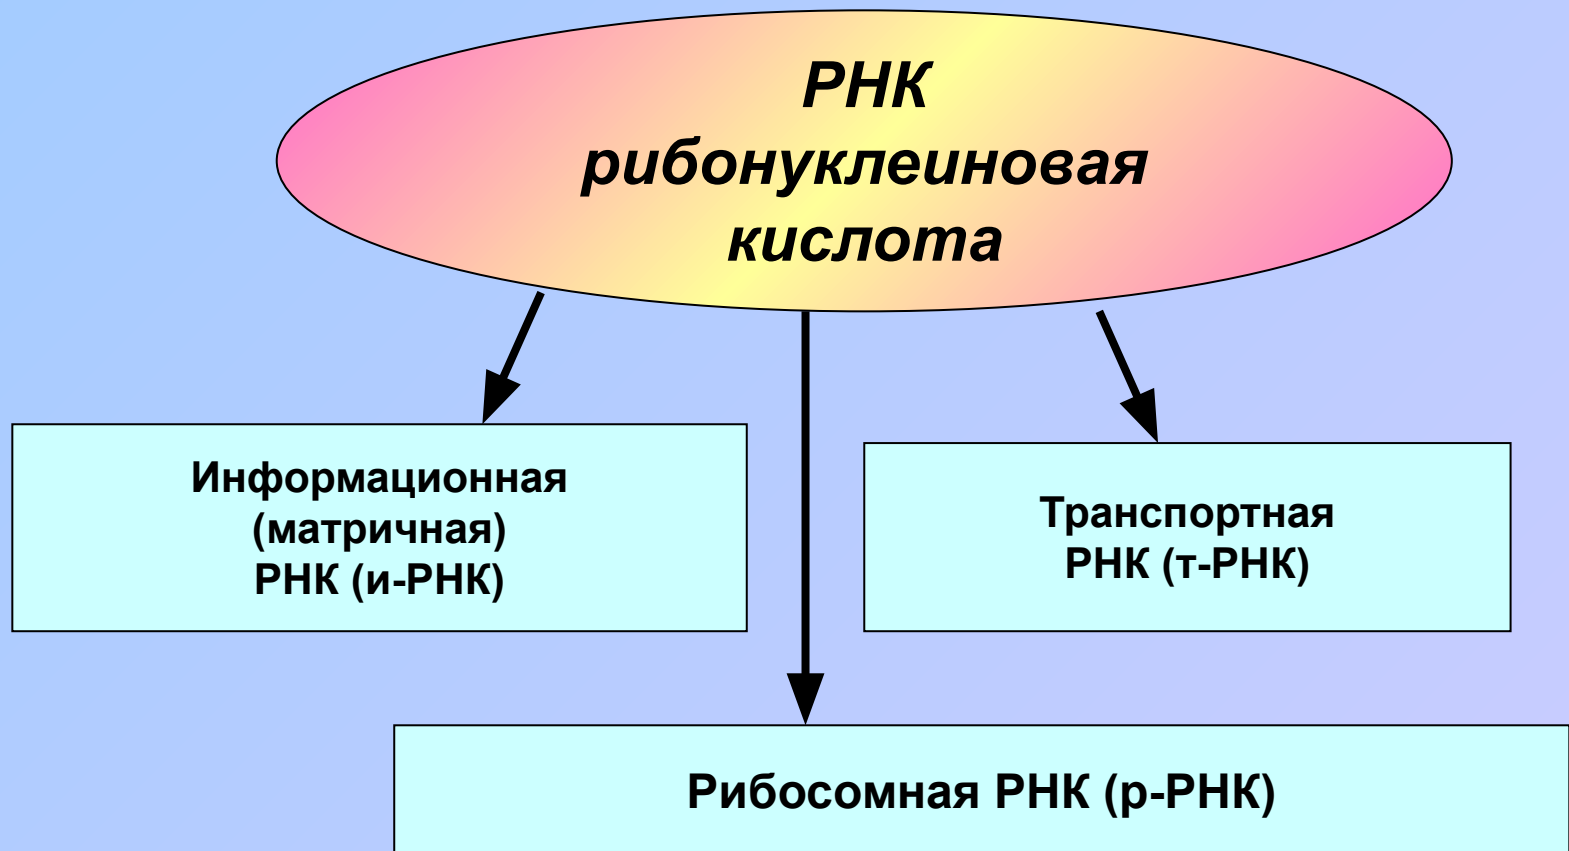 РНК
рибонуклеиновая
кислота
Информационная
(матричная)
РНК (и-РНК)
Транспортная
РНК (т-РНК)
Рибосомная РНК (р-РНК)